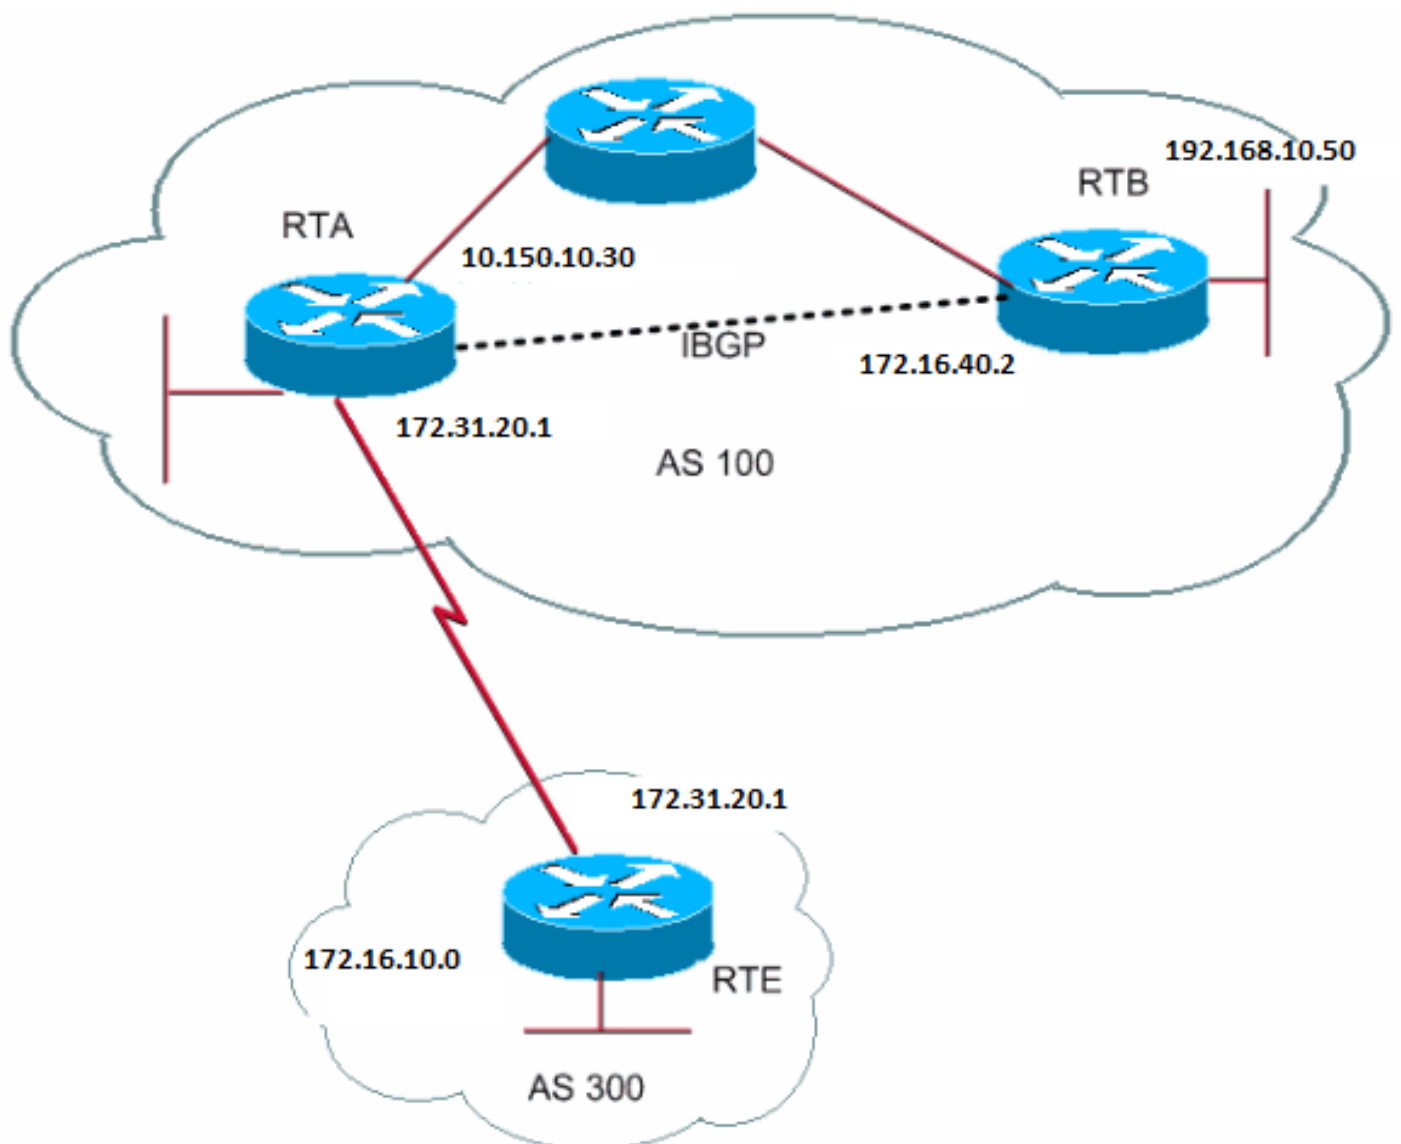 192.168.10.50
RTB
RTA
10.150.10.30
IBGP
172.16.40.2
172.31.20.1
AS 100
172.31.20.1
172.16.10.0
RTE
AS 300